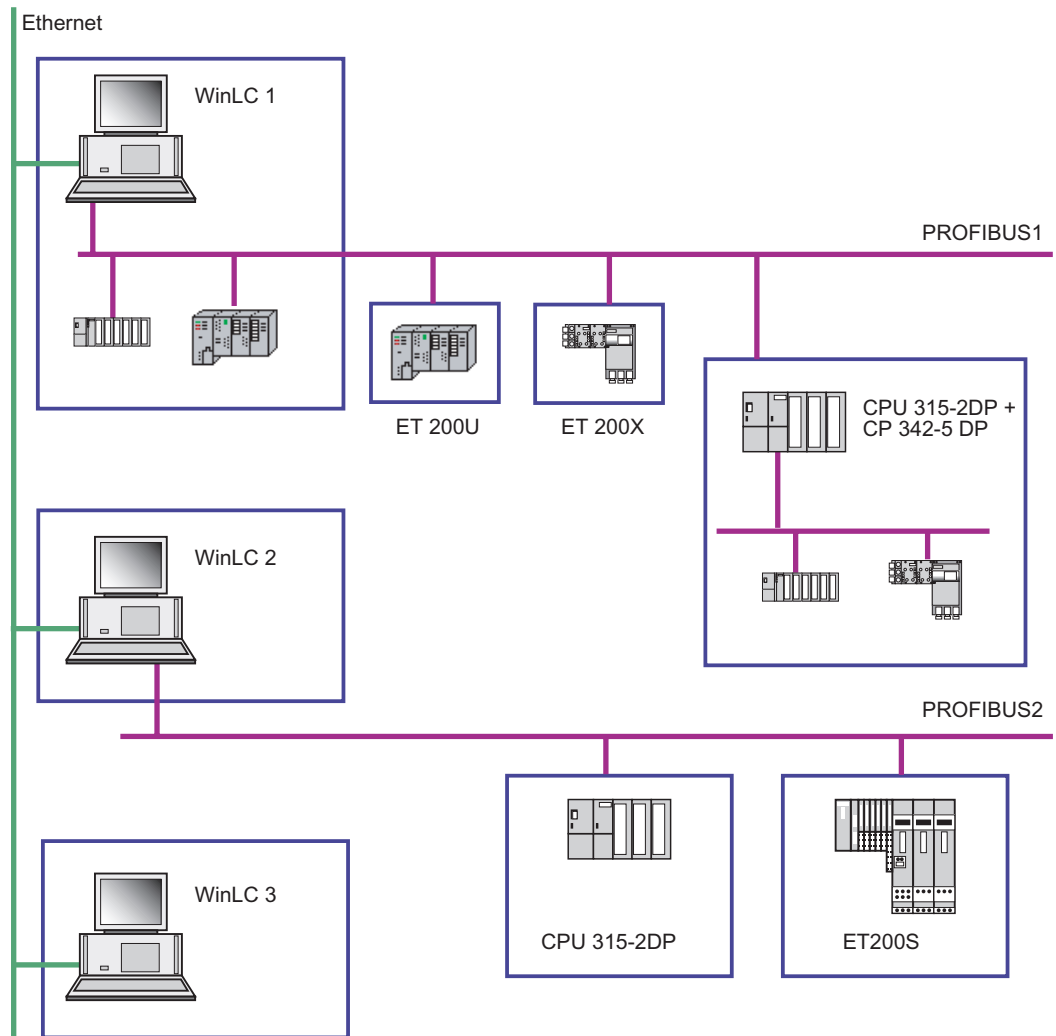 Ethernet
WinLC 1
PROFIBUS1
ET 200U
ET 200X
CPU 315-2DP +
CP 342-5 DP
WinLC 2
PROFIBUS2
WinLC 3
CPU 315-2DP
ET200S